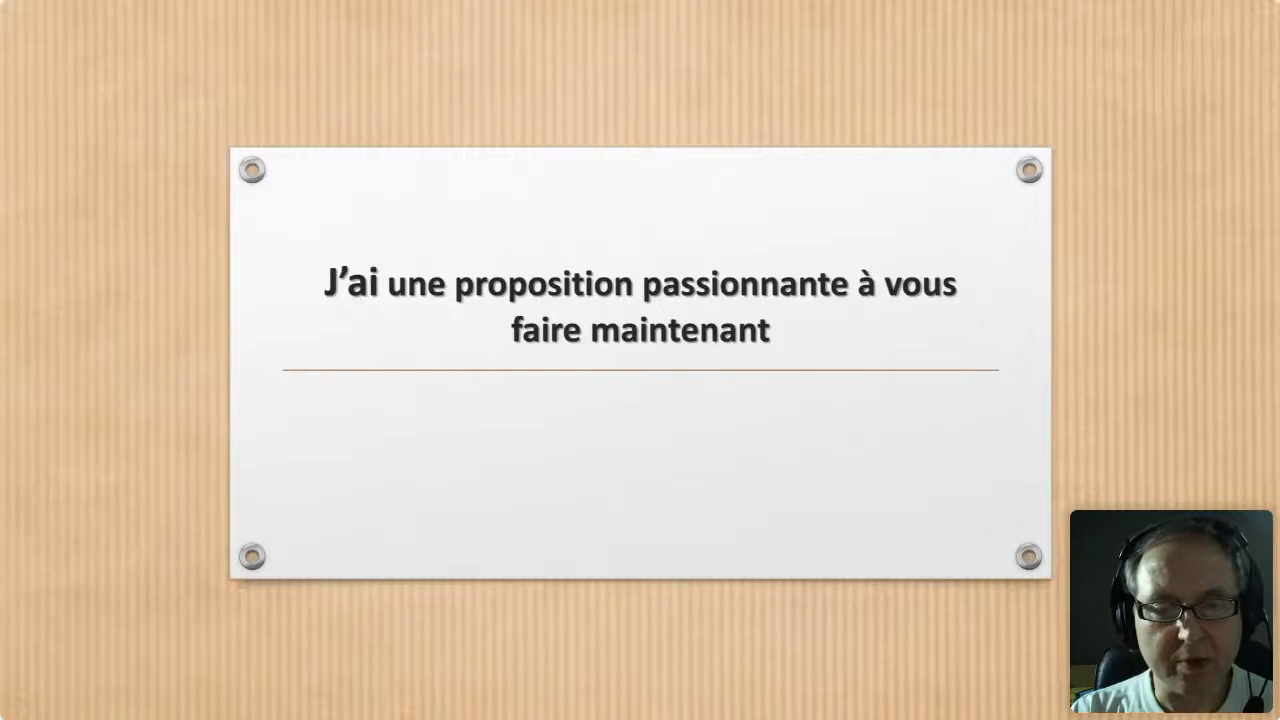 J’ai une proposition passionnante à vous
faire maintenant